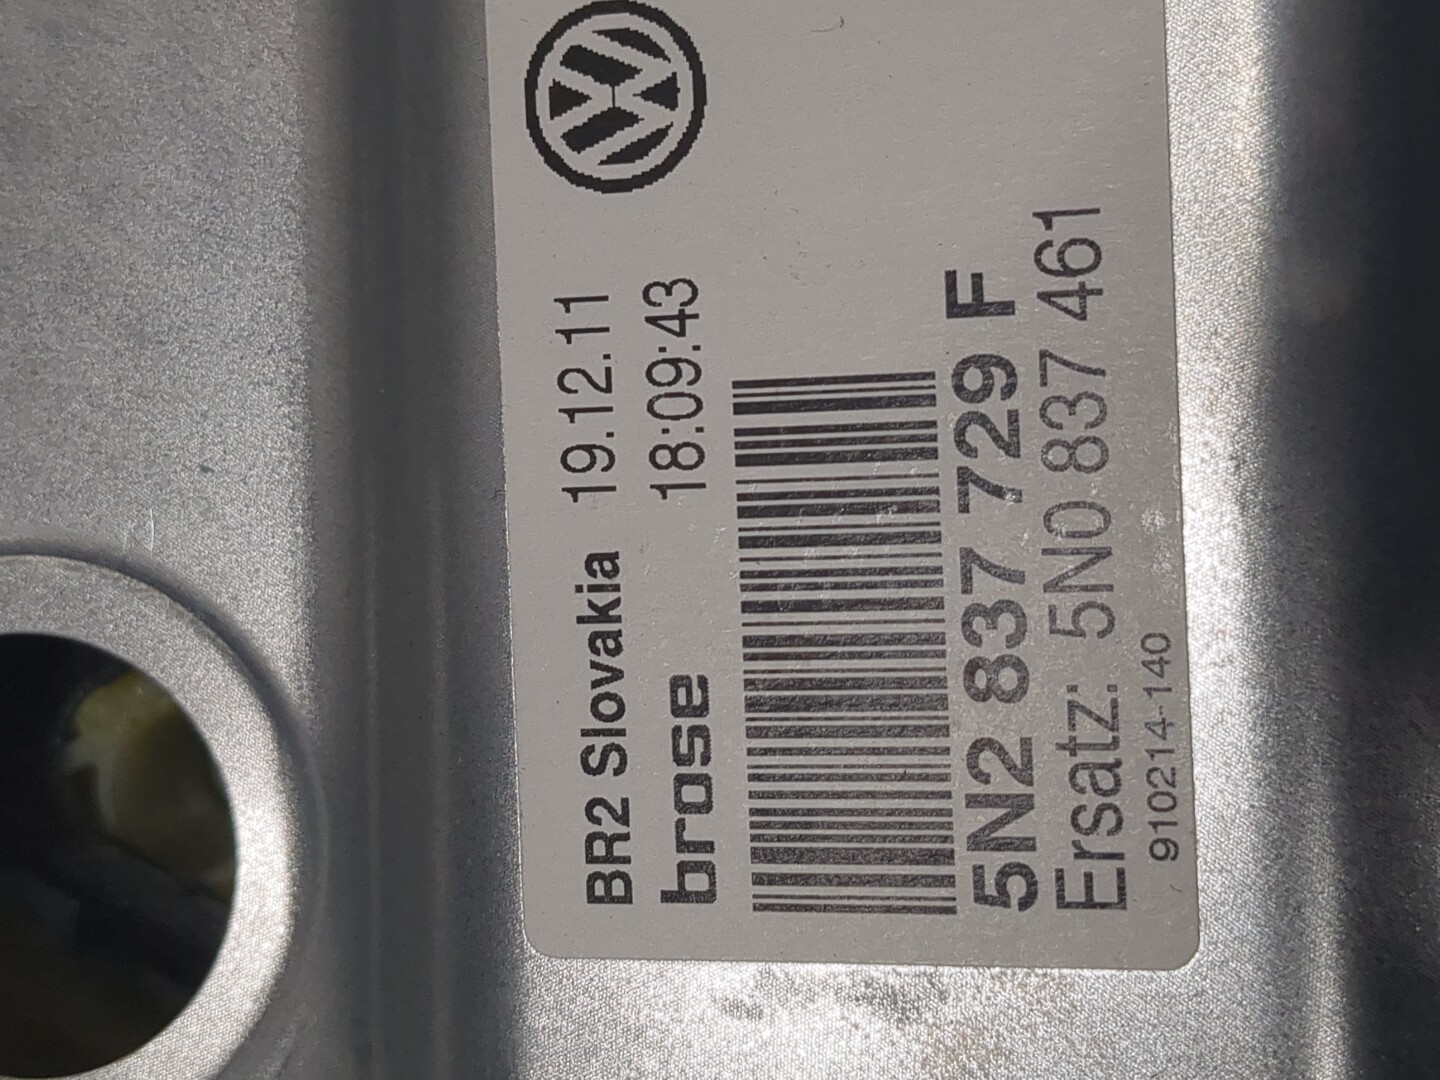 BR2 Slovakia 19.12.11
brose 18:09:43
5N2 837 729 F
Ersatz: 5N0 837 461
910214-140